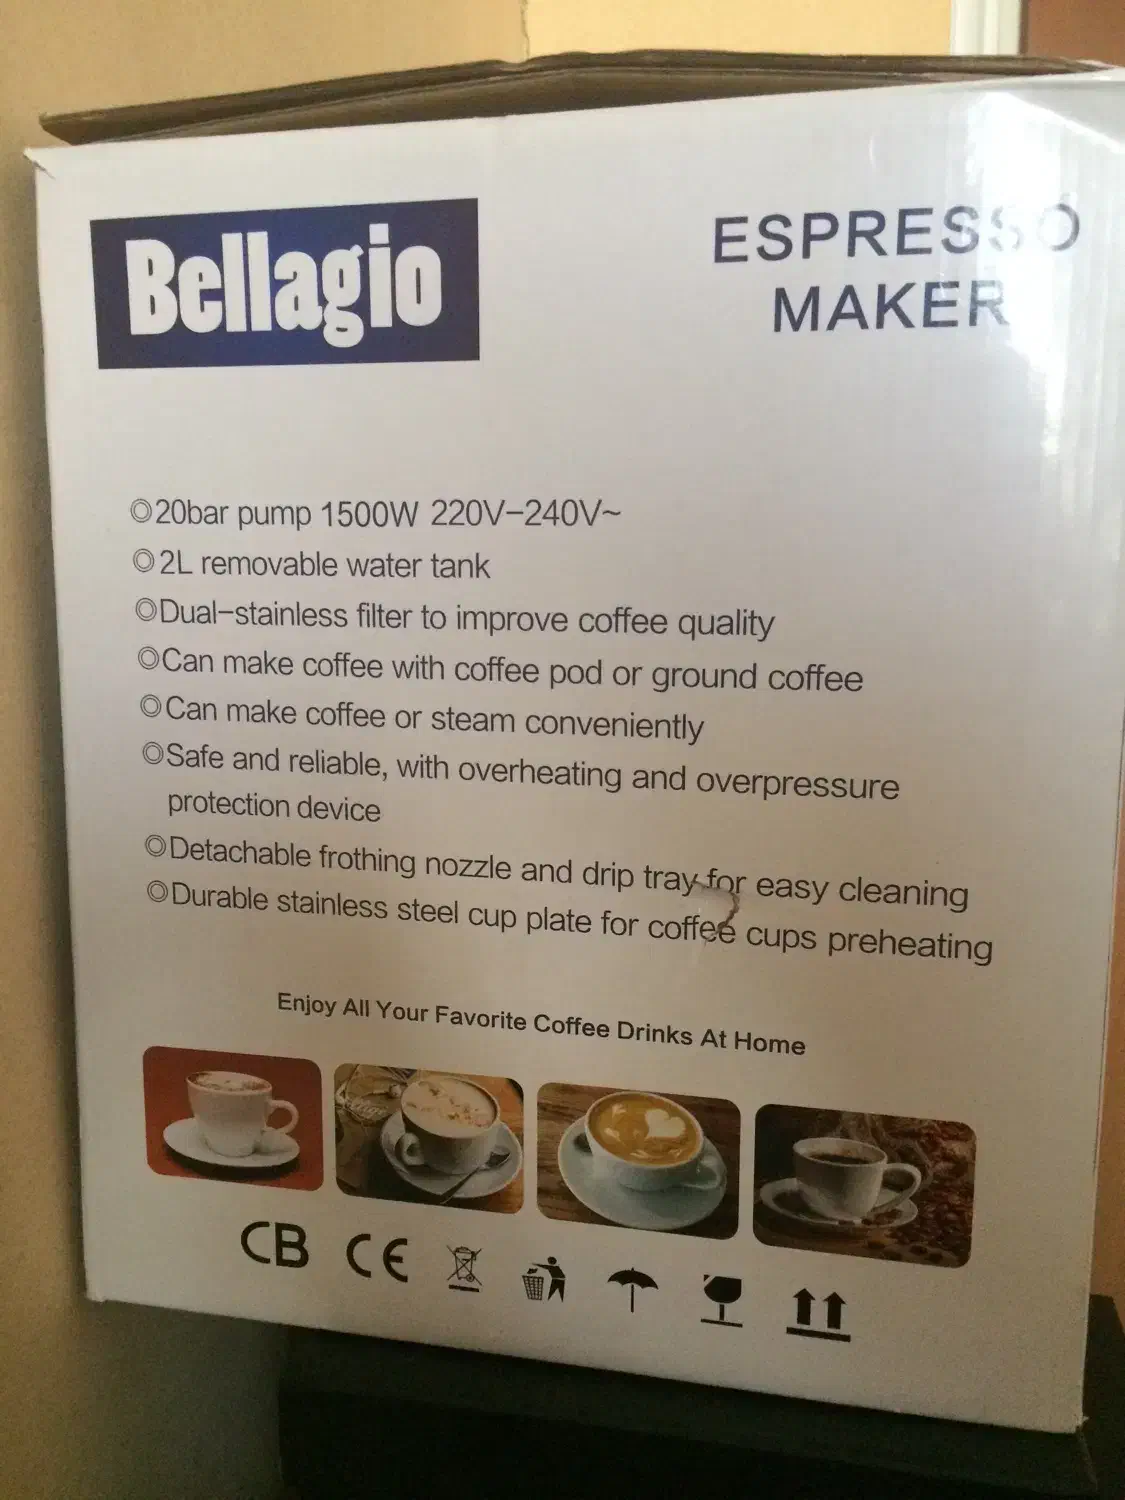 Bellagio
ESPRESSO
MAKER
◎20bar pump 1500W 220V-240V~
◎2L removable water tank
◎Dual-stainless filter to improve coffee quality
◎Can make coffee with coffee pod or ground coffee
◎Can make coffee or steam conveniently
◎Safe and reliable, with overheating and overpressure
protection device
◎Detachable frothing nozzle and drip tray for easy cleaning
◎Durable stainless steel cup plate for coffee cups preheating
Enjoy All Your Favorite Coffee Drinks At Home
CB CE